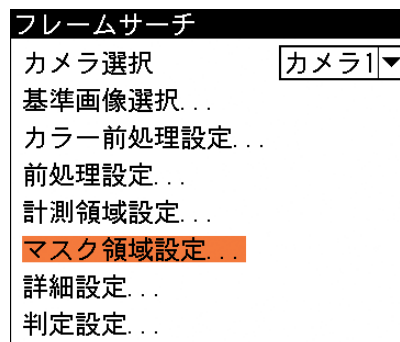 フレームサーチ
カメラ選択 カメラ1▼
基準画像選択...
カラー前処理設定...
前処理設定...
計測領域設定...
マスク領域設定...
詳細設定...
判定設定...